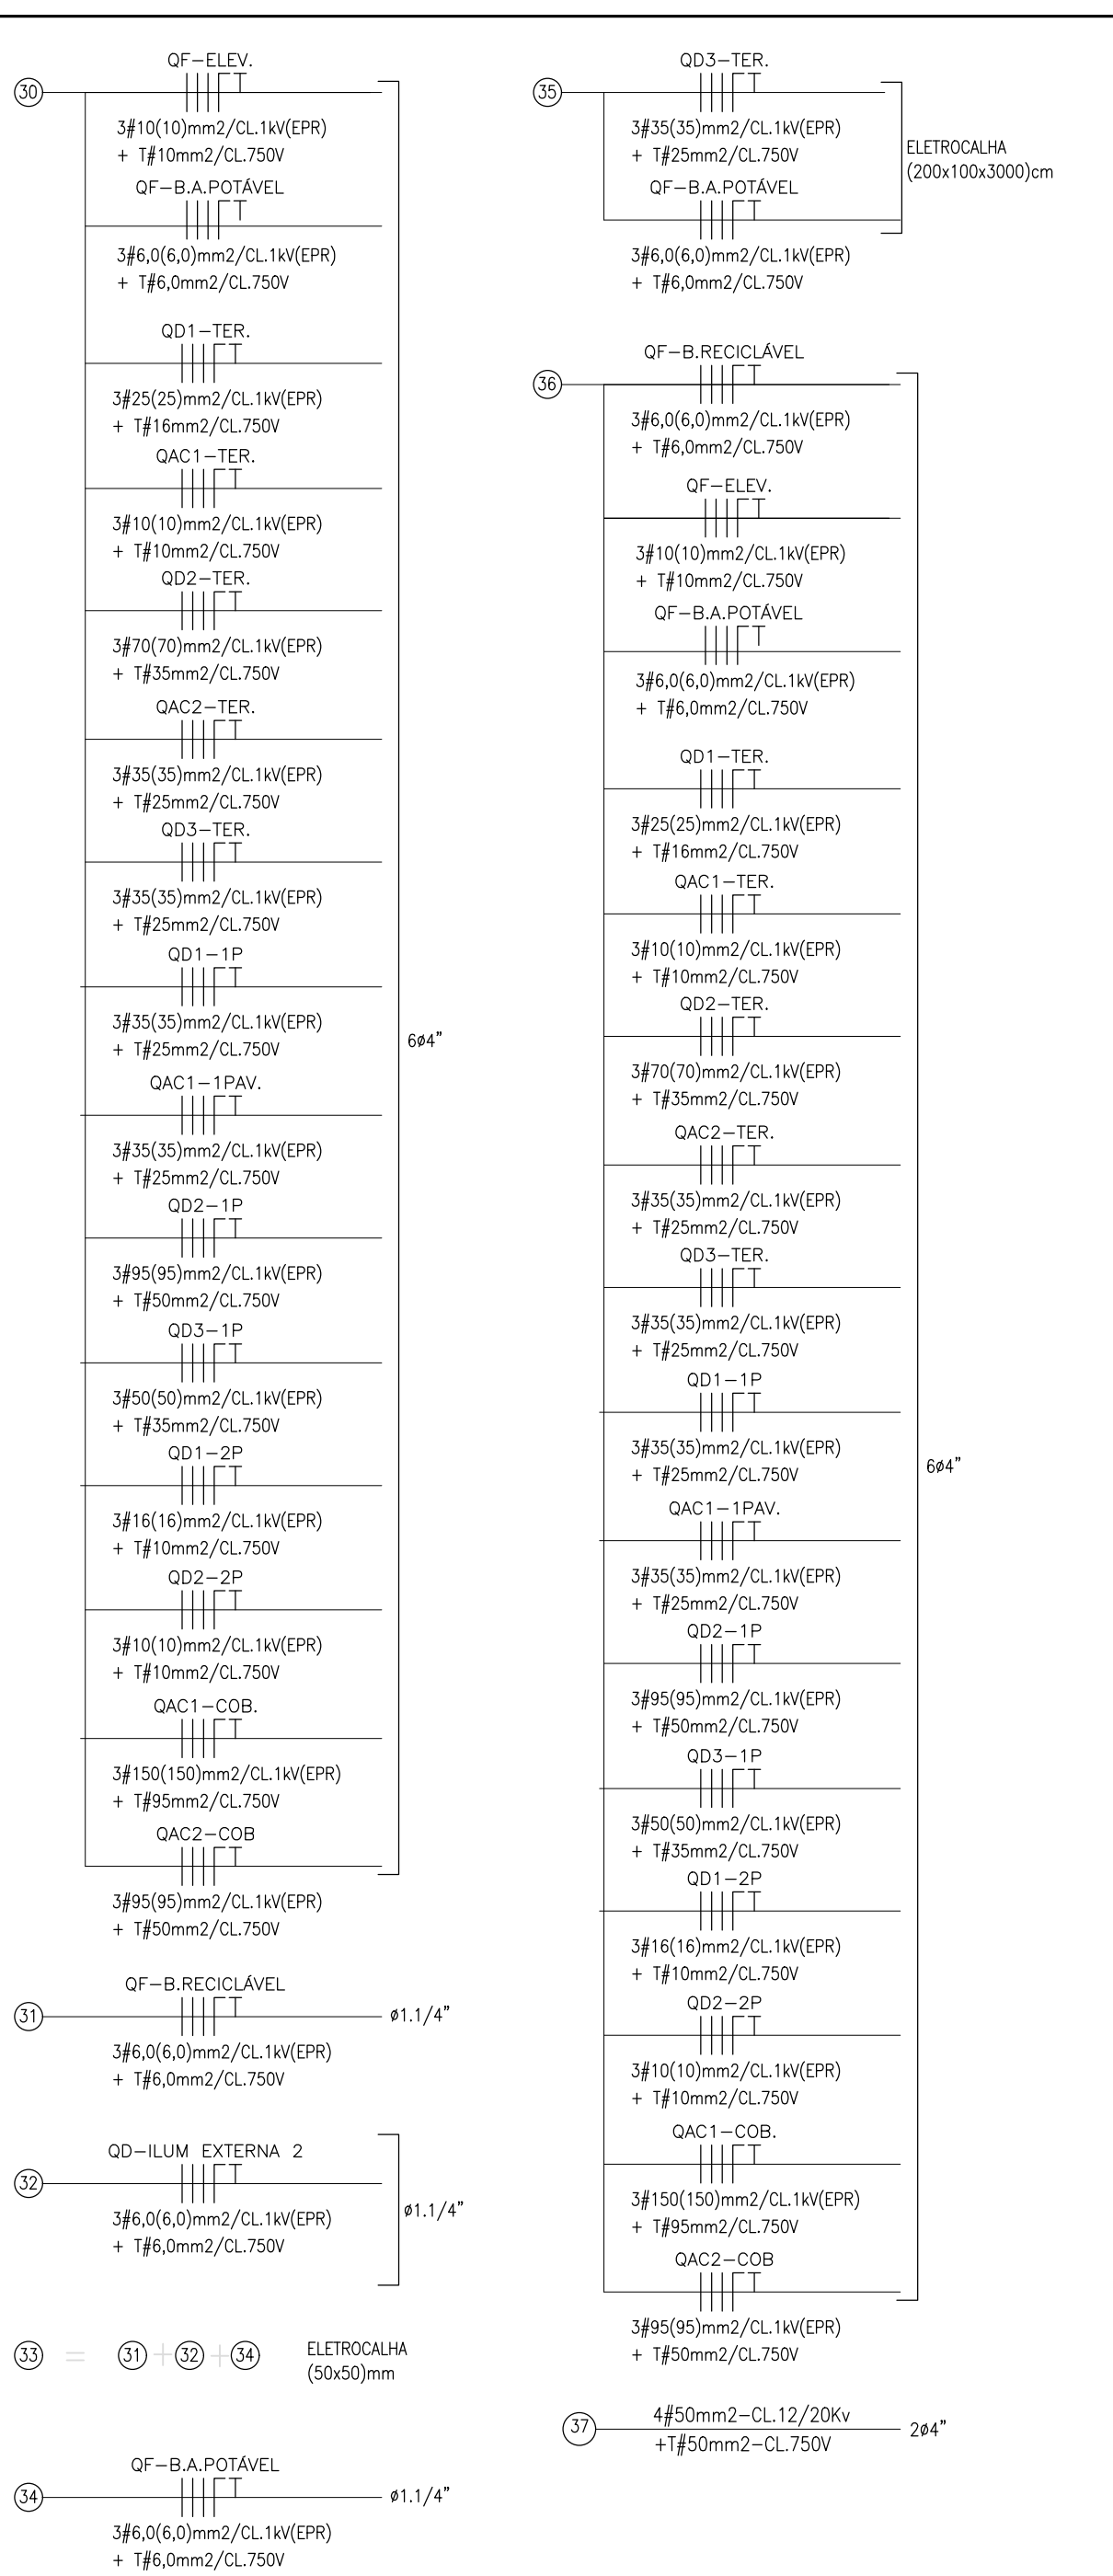 30
QF-ELEV.
3#10(10)mm2/CL.1kV(EPR)
+ T#10mm2/CL.750V
QF-B.A.POTÁVEL
3#6,0(6,0)mm2/CL.1kV(EPR)
+ T#6,0mm2/CL.750V
QD1-TER.
3#25(25)mm2/CL.1kV(EPR)
+ T#16mm2/CL.750V
QAC1-TER.
3#10(10)mm2/CL.1kV(EPR)
+ T#10mm2/CL.750V
QD2-TER.
3#70(70)mm2/CL.1kV(EPR)
+ T#35mm2/CL.750V
QAC2-TER.
3#35(35)mm2/CL.1kV(EPR)
+ T#25mm2/CL.750V
QD3-TER.
3#35(35)mm2/CL.1kV(EPR)
+ T#25mm2/CL.750V
QD1-1P
3#35(35)mm2/CL.1kV(EPR)
+ T#25mm2/CL.750V
6ø4"
QAC1-1PAV.
3#35(35)mm2/CL.1kV(EPR)
+ T#25mm2/CL.750V
QD2-1P
3#95(95)mm2/CL.1kV(EPR)
+ T#50mm2/CL.750V
QD3-1P
3#50(50)mm2/CL.1kV(EPR)
+ T#35mm2/CL.750V
QD1-2P
3#16(16)mm2/CL.1kV(EPR)
+ T#10mm2/CL.750V
QD2-2P
3#10(10)mm2/CL.1kV(EPR)
+ T#10mm2/CL.750V
QAC1-COB.
3#150(150)mm2/CL.1kV(EPR)
+ T#95mm2/CL.750V
QAC2-COB
3#95(95)mm2/CL.1kV(EPR)
+ T#50mm2/CL.750V
31
QF-B.RECICLÁVEL
ø1.1/4"
3#6,0(6,0)mm2/CL.1kV(EPR)
+ T#6,0mm2/CL.750V
32
QD-ILUM EXTERNA 2
3#6,0(6,0)mm2/CL.1kV(EPR)
+ T#6,0mm2/CL.750V
ø1.1/4"
33 = 31 + 32 + 34
ELETROCALHA
(50x50)mm
34
QF-B.A.POTÁVEL
ø1.1/4"
3#6,0(6,0)mm2/CL.1kV(EPR)
+ T#6,0mm2/CL.750V
35
QD3-TER.
3#35(35)mm2/CL.1kV(EPR)
+ T#25mm2/CL.750V
ELETROCALHA
(200x100x3000)cm
QF-B.A.POTÁVEL
3#6,0(6,0)mm2/CL.1kV(EPR)
+ T#6,0mm2/CL.750V
36
QF-B.RECICLÁVEL
3#6,0(6,0)mm2/CL.1kV(EPR)
+ T#6,0mm2/CL.750V
QF-ELEV.
3#10(10)mm2/CL.1kV(EPR)
+ T#10mm2/CL.750V
QF-B.A.POTÁVEL
3#6,0(6,0)mm2/CL.1kV(EPR)
+ T#6,0mm2/CL.750V
QD1-TER.
3#25(25)mm2/CL.1kV(EPR)
+ T#16mm2/CL.750V
QAC1-TER.
3#10(10)mm2/CL.1kV(EPR)
+ T#10mm2/CL.750V
QD2-TER.
3#70(70)mm2/CL.1kV(EPR)
+ T#35mm2/CL.750V
QAC2-TER.
3#35(35)mm2/CL.1kV(EPR)
+ T#25mm2/CL.750V
QD3-TER.
3#35(35)mm2/CL.1kV(EPR)
+ T#25mm2/CL.750V
QD1-1P
3#35(35)mm2/CL.1kV(EPR)
+ T#25mm2/CL.750V
6ø4"
QAC1-1PAV.
3#35(35)mm2/CL.1kV(EPR)
+ T#25mm2/CL.750V
QD2-1P
3#95(95)mm2/CL.1kV(EPR)
+ T#50mm2/CL.750V
QD3-1P
3#50(50)mm2/CL.1kV(EPR)
+ T#35mm2/CL.750V
QD1-2P
3#16(16)mm2/CL.1kV(EPR)
+ T#10mm2/CL.750V
QD2-2P
3#10(10)mm2/CL.1kV(EPR)
+ T#10mm2/CL.750V
QAC1-COB.
3#150(150)mm2/CL.1kV(EPR)
+ T#95mm2/CL.750V
QAC2-COB
3#95(95)mm2/CL.1kV(EPR)
+ T#50mm2/CL.750V
37
4#50mm2-CL.12/20Kv
+T#50mm2-CL.750V
2ø4"